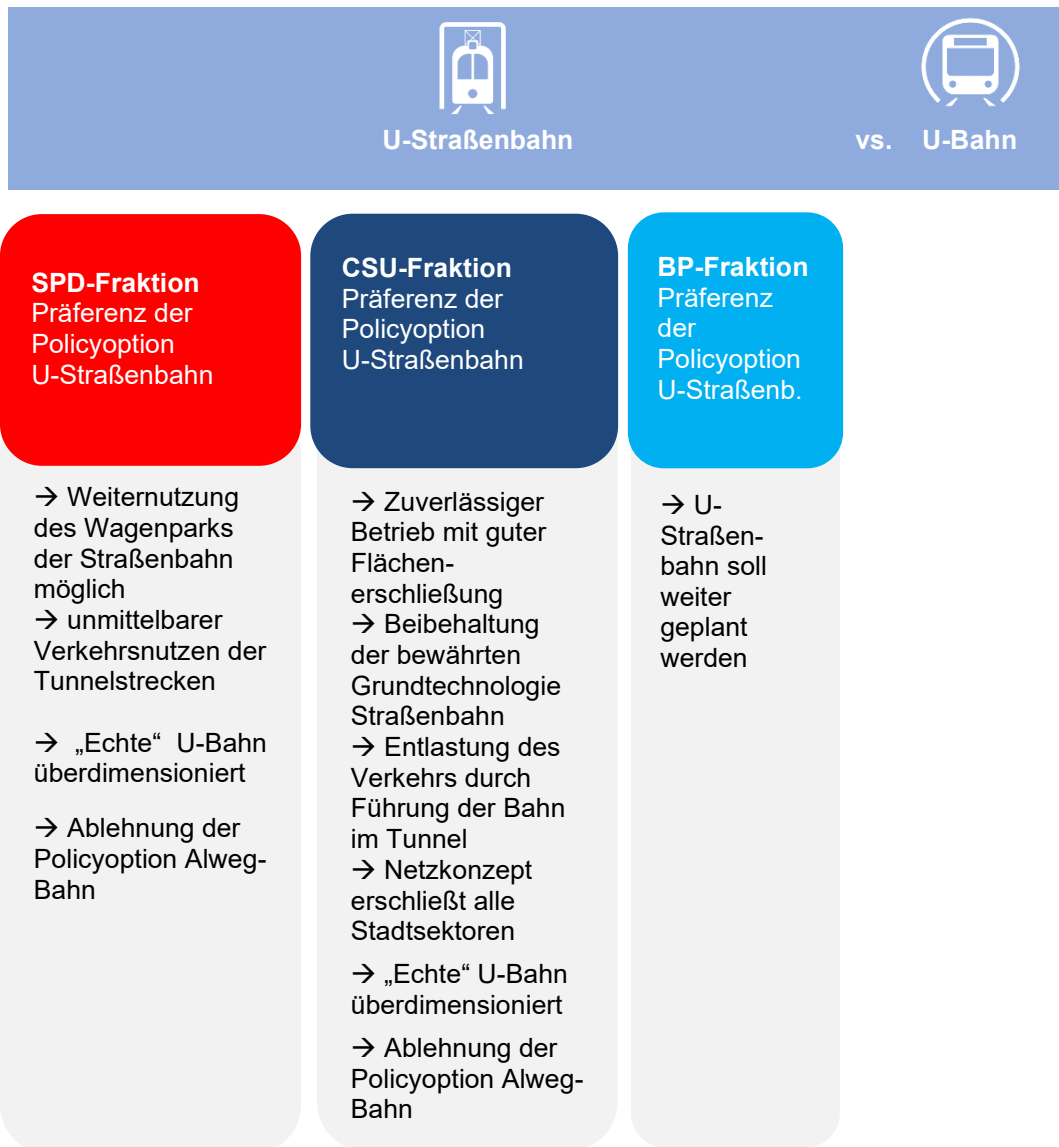 U-Straßenbahn
vs. U-Bahn
SPD-Fraktion
Präferenz der
Policyoption
U-Straßenbahn
→ Weiternutzung
des Wagenparks
der Straßenbahn
möglich
→ unmittelbarer
Verkehrsnutzen der
Tunnelstrecken
→ „Echte“ U-Bahn
überdimensioniert
→ Ablehnung der
Policyoption Alweg-
Bahn
CSU-Fraktion
Präferenz der
Policyoption
U-Straßenbahn
→ Zuverlässiger
Betrieb mit guter
Flächen-
erschließung
→ Beibehaltung
der bewährten
Grundtechnologie
Straßenbahn
→ Entlastung des
Verkehrs durch
Führung der Bahn
im Tunnel
→ Netzkonzept
erschließt alle
Stadtsektoren
→ „Echte“ U-Bahn
überdimensioniert
→ Ablehnung der
Policyoption Alweg-
Bahn
BP-Fraktion
Präferenz
der
Policyoption
U-Straßenb.
→ U-
Straßen-
bahn soll
weiter
geplant
werden